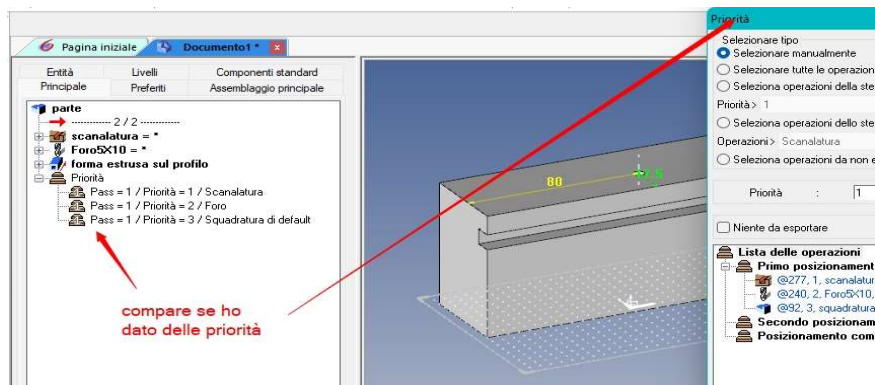 Pagina iniziale
Documento1 *
Entità Livelli Componenti standard
Principale Preferiti Assemblaggio principale
parte
2 / 2
scanalatura = *
Foro5X10 = *
forma estrusa sul profilo
Priorità
Pass = 1 / Priorità = 1 / Scanalatura
Pass = 1 / Priorità = 2 / Foro
Pass = 1 / Priorità = 3 / Squadratura di default
compare se ho
dato delle priorità
80
Priorità
Selezionare tipo
Selezionare manualmente
Selezionare tutte le operazion
Seleziona operazioni della ste
Priorità> 1
Seleziona operazioni dello ste
Operazioni> Scanalatura
Seleziona operazioni da non e
Priorità : 1
Niente da esportare
Lista delle operazioni
Primo posizionament
@277, 1, scanalatur
@240, 2, Foro5X10,
@92, 3, squadratura
Secondo posizionam
Posizionamento com